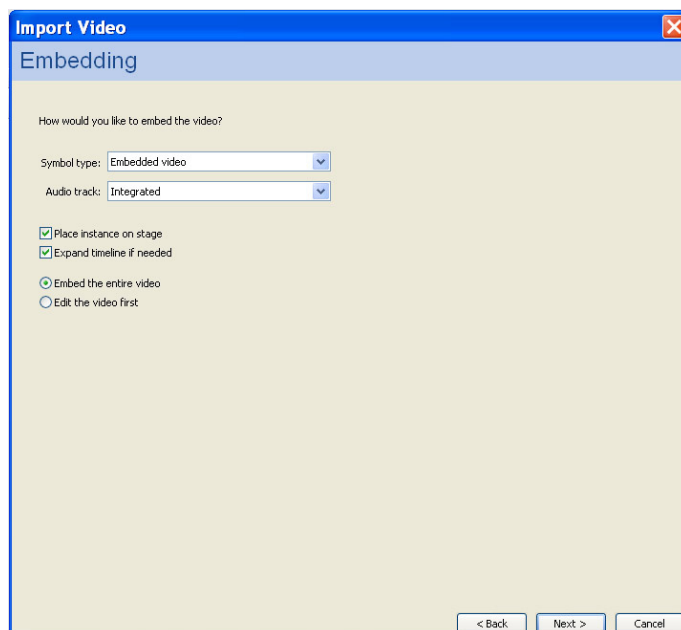 Import Video
Embedding
How would you like to embed the video?
Symbol type: Embedded video
Audio track: Integrated
Place instance on stage
Expand timeline if needed
Embed the entire video
Edit the video first
< Back Next > Cancel